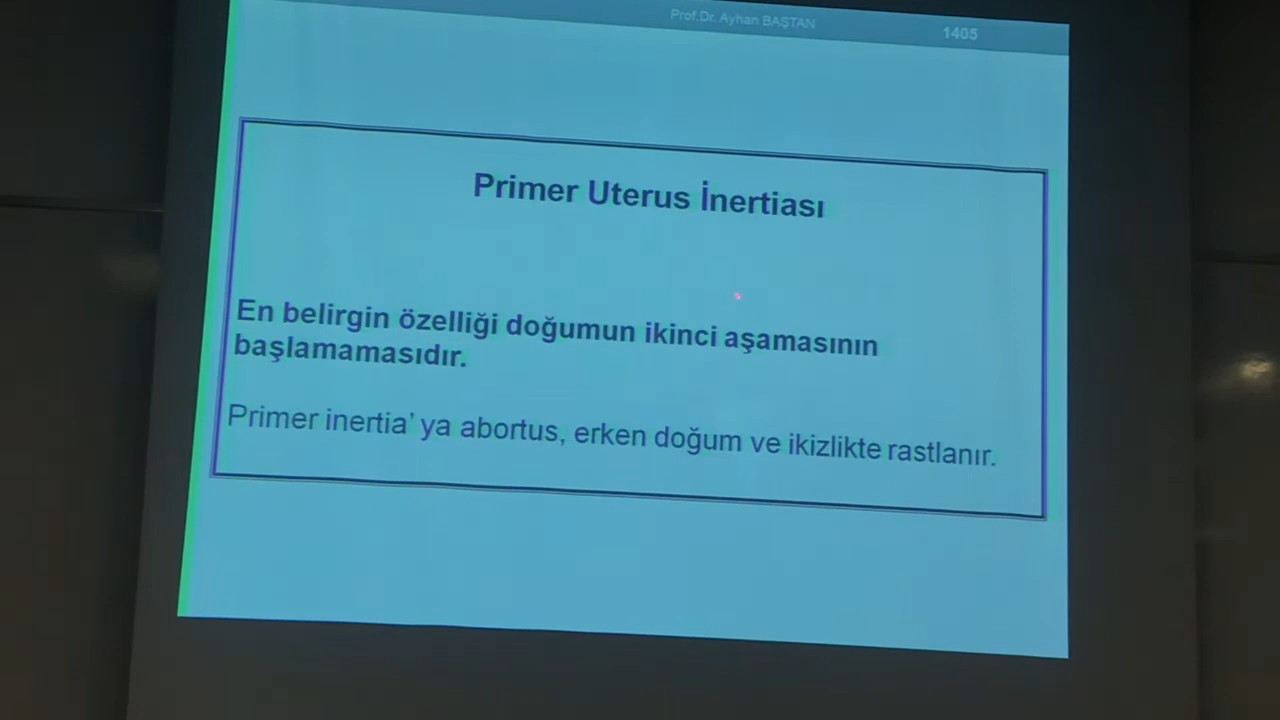 Prof.Dr. Ayhan BAŞTAN
1405
Primer Uterus İnertiası
En belirgin özelliği doğumun ikinci aşamasının
başlamamasıdır.
Primer inertia’ ya abortus, erken doğum ve ikizlikte rastlanır.